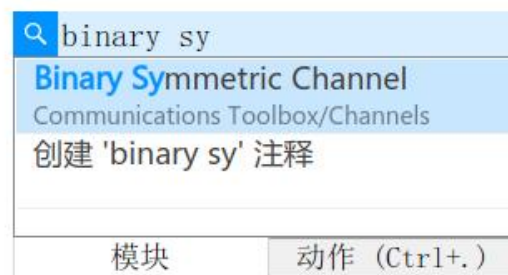 binary sy
Binary Symmetric Channel
Communications Toolbox/Channels
创建 'binary sy' 注释
模块 动作 (Ctrl+.)